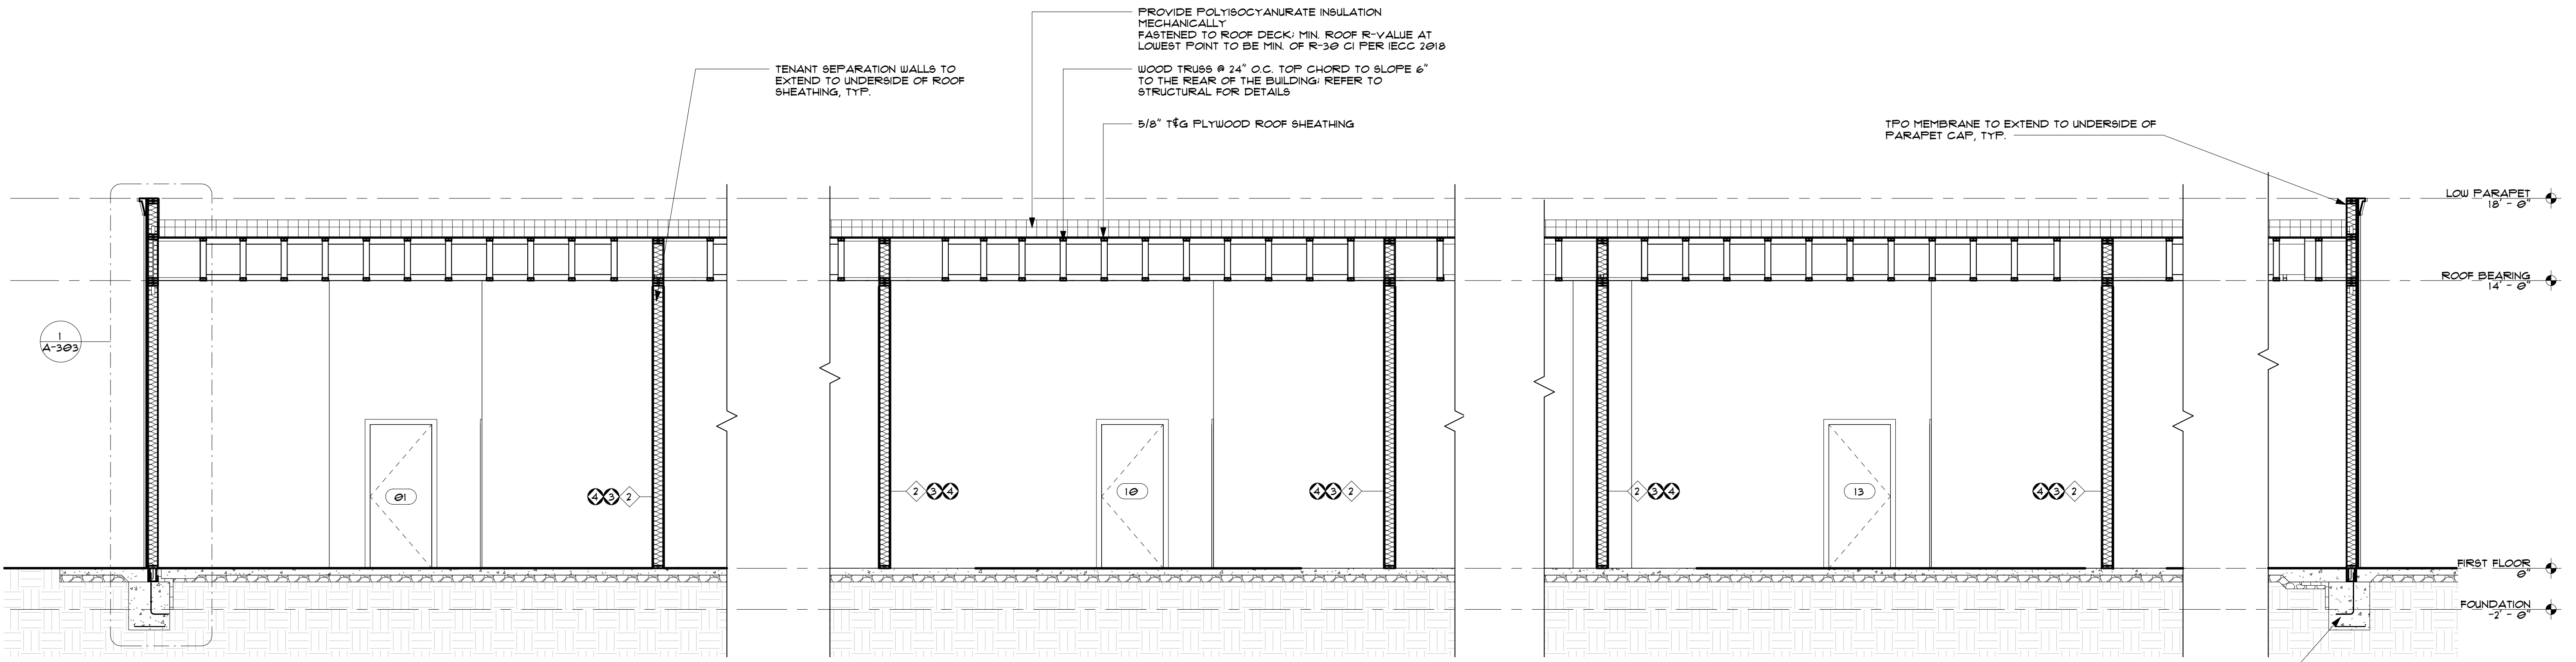 PROVIDE POLYISOCYANURATE INSULATION
MECHANICALLY
FASTENED TO ROOF DECK; MIN. ROOF R-VALUE AT
LOWEST POINT TO BE MIN. OF R-30 CI PER IECC 2018
TENANT SEPARATION WALLS TO
EXTEND TO UNDERSIDE OF ROOF
SHEATHING, TYP.
WOOD TRUSS @ 24" O.C. TOP CHORD TO SLOPE 6"
TO THE REAR OF THE BUILDING; REFER TO
STRUCTURAL FOR DETAILS
5/8" T&G PLYWOOD ROOF SHEATHING
TPO MEMBRANE TO EXTEND TO UNDERSIDE OF
PARAPET CAP, TYP.
LOW PARAPET
18' - 0"
ROOF BEARING
14' - 0"
1
A-303
01
4 3 2
2 3 4
10
4 3 2
2 3 4
13
4 3 2
FIRST FLOOR
0"
FOUNDATION
-2' - 0"